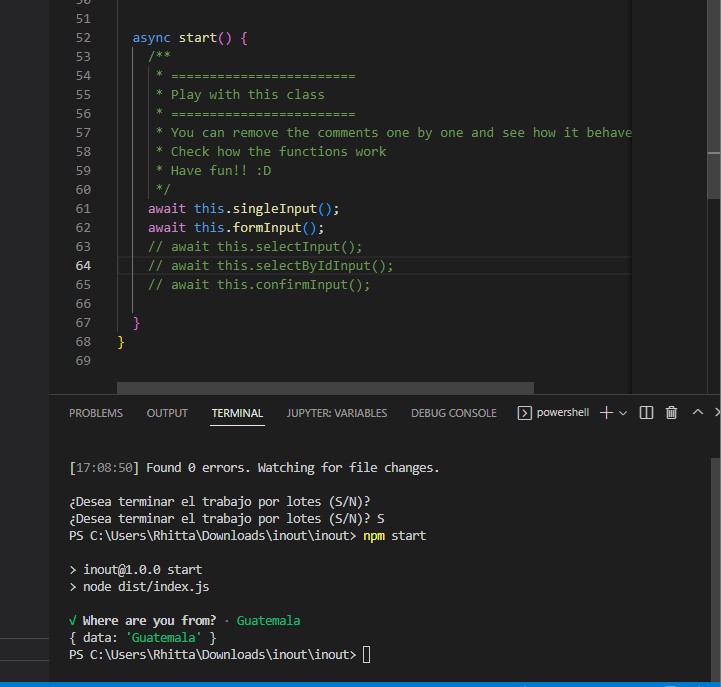 51
52 async start() {
53 /**
54 * ========================
55 * Play with this class
56 * ========================
57 * You can remove the comments one by one and see how it behave
58 * Check how the functions work
59 * Have fun!! :D
60 */
61 await this.singleInput();
62 await this.formInput();
63 // await this.selectInput();
64 // await this.selectByIdInput();
65 // await this.confirmInput();
66
67 }
68 }
69
PROBLEMS OUTPUT TERMINAL JUPYTER: VARIABLES DEBUG CONSOLE powershell
[17:08:50] Found 0 errors. Watching for file changes.
¿Desea terminar el trabajo por lotes (S/N)?
¿Desea terminar el trabajo por lotes (S/N)? S
PS C:\Users\Rhitta\Downloads\inout\inout> npm start
> inout@1.0.0 start
> node dist/index.js
√ Where are you from? · Guatemala
{ data: 'Guatemala' }
PS C:\Users\Rhitta\Downloads\inout\inout>